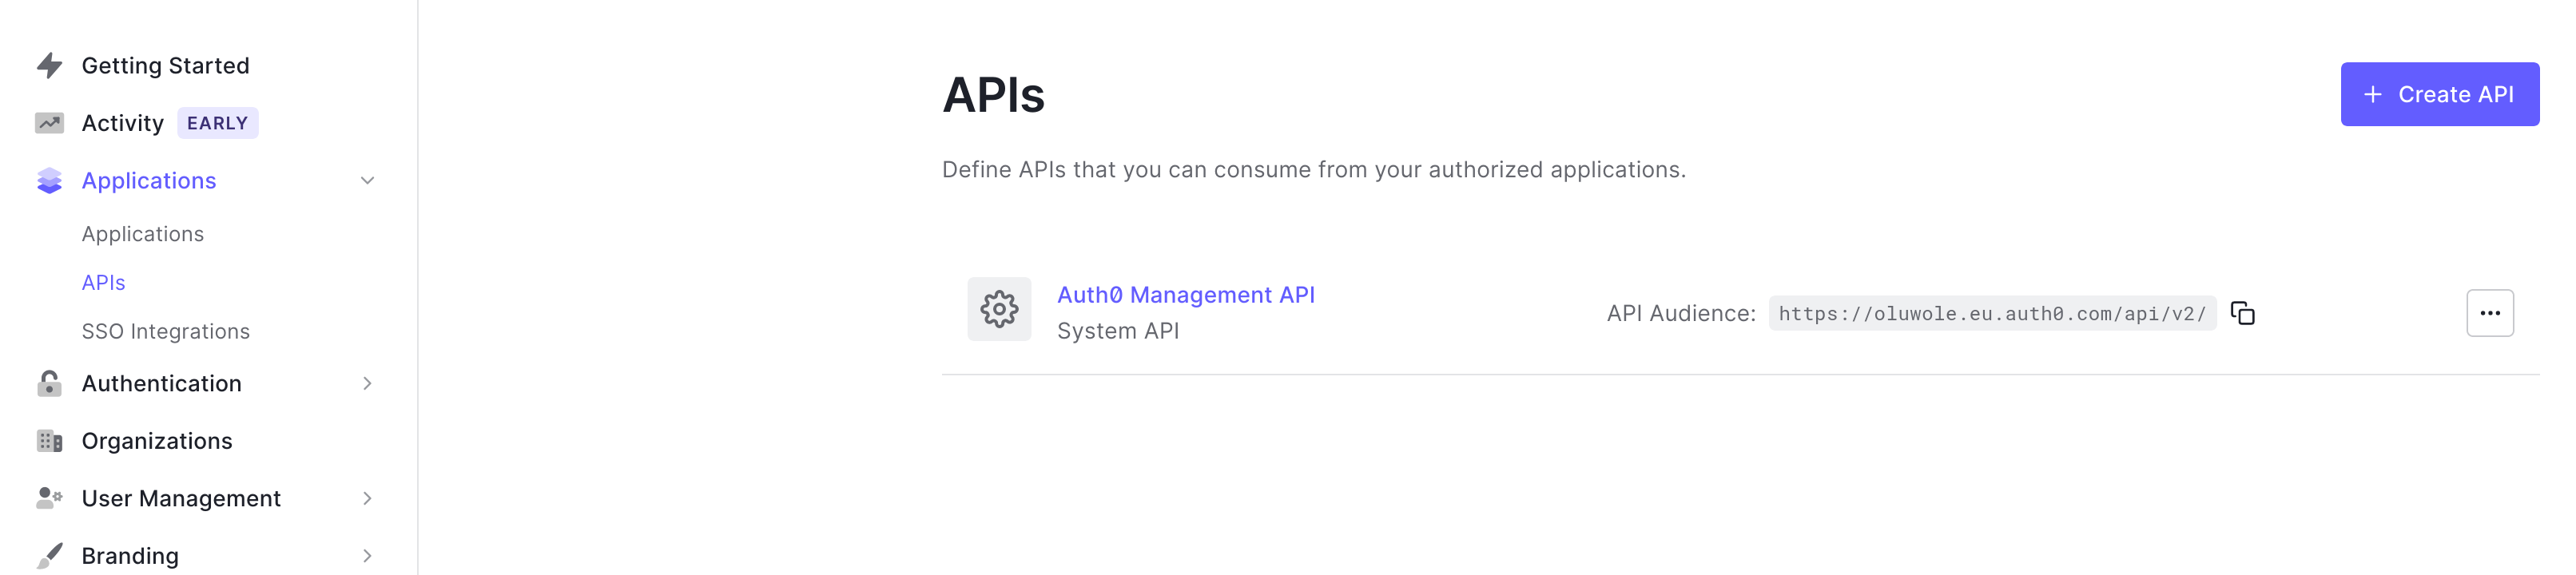 Getting Started
Activity EARLY
Applications
Applications
APIs
SSO Integrations
Authentication
Organizations
User Management
Branding
APIs
+ Create API
Define APIs that you can consume from your authorized applications.
Auth0 Management API
System API
API Audience: https://oluwole.eu.auth0.com/api/v2/